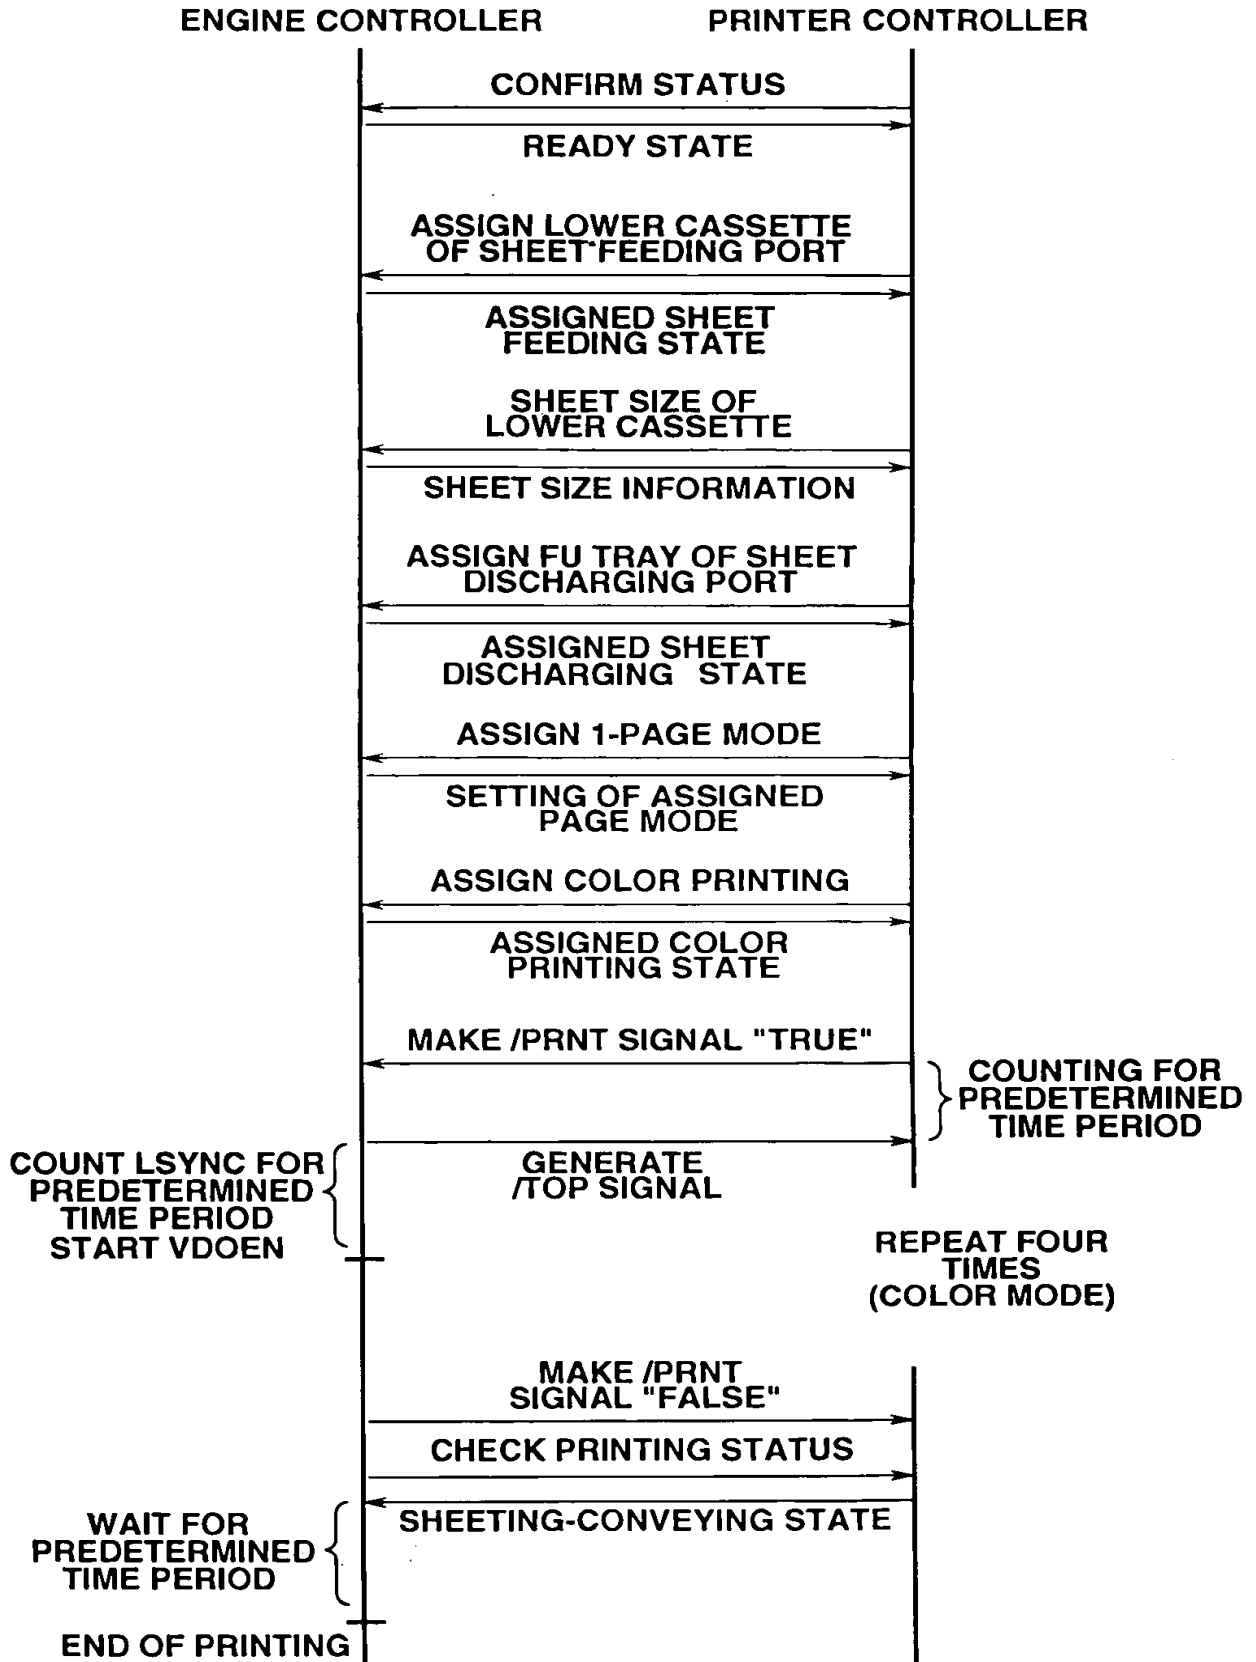 ENGINE CONTROLLER
PRINTER CONTROLLER
CONFIRM STATUS
READY STATE
ASSIGN LOWER CASSETTE
OF SHEET FEEDING PORT
ASSIGNED SHEET
FEEDING STATE
SHEET SIZE OF
LOWER CASSETTE
SHEET SIZE INFORMATION
ASSIGN FU TRAY OF SHEET
DISCHARGING PORT
ASSIGNED SHEET
DISCHARGING STATE
ASSIGN 1-PAGE MODE
SETTING OF ASSIGNED
PAGE MODE
ASSIGN COLOR PRINTING
ASSIGNED COLOR
PRINTING STATE
MAKE /PRNT SIGNAL "TRUE"
COUNTING FOR
PREDETERMINED
TIME PERIOD
GENERATE
/TOP SIGNAL
COUNT LSYNC FOR
PREDETERMINED
TIME PERIOD
START VDOEN
REPEAT FOUR
TIMES
(COLOR MODE)
MAKE /PRNT
SIGNAL "FALSE"
CHECK PRINTING STATUS
SHEETING-CONVEYING STATE
WAIT FOR
PREDETERMINED
TIME PERIOD
END OF PRINTING